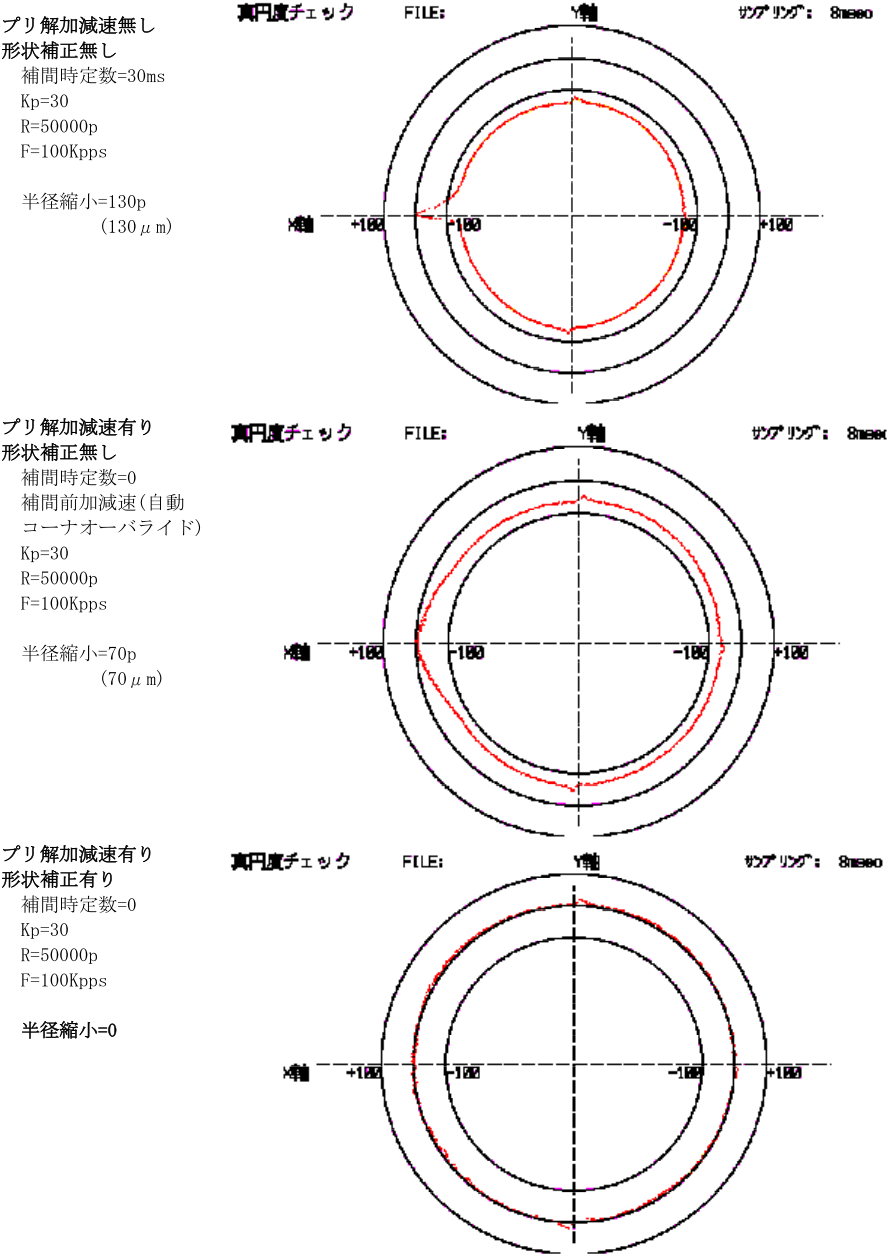 プリ解加減速無し
形状補正無し
補間時定数=30ms
Kp=30
R=50000p
F=100Kpps
半径縮小=130p
(130μm)
真円度チェック FILE: Y軸 ｻﾝﾌﾟﾘﾝｸﾞ: 8msec
X軸 +100 -100 -100 +100
プリ解加減速有り
形状補正無し
補間時定数=0
補間前加減速(自動
コーナオーバライド)
Kp=30
R=50000p
F=100Kpps
半径縮小=70p
(70μm)
真円度チェック FILE: Y軸 ｻﾝﾌﾟﾘﾝｸﾞ: 8msec
X軸 +100 -100 -100 +100
プリ解加減速有り
形状補正有り
補間時定数=0
Kp=30
R=50000p
F=100Kpps
半径縮小=0
真円度チェック FILE: Y軸 ｻﾝﾌﾟﾘﾝｸﾞ: 8msec
X軸 +100 -100 -100 +100